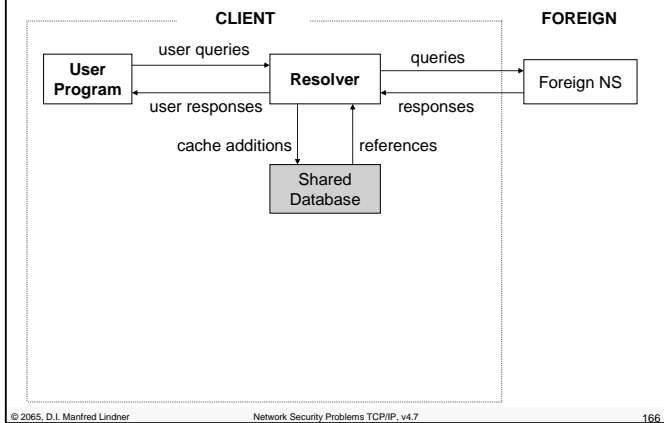 CLIENT
FOREIGN
user queries
queries
User
Program
Resolver
Foreign NS
user responses
responses
cache additions
references
Shared
Database
© 2065, D.I. Manfred Lindner
Network Security Problems TCP/IP, v4.7
166